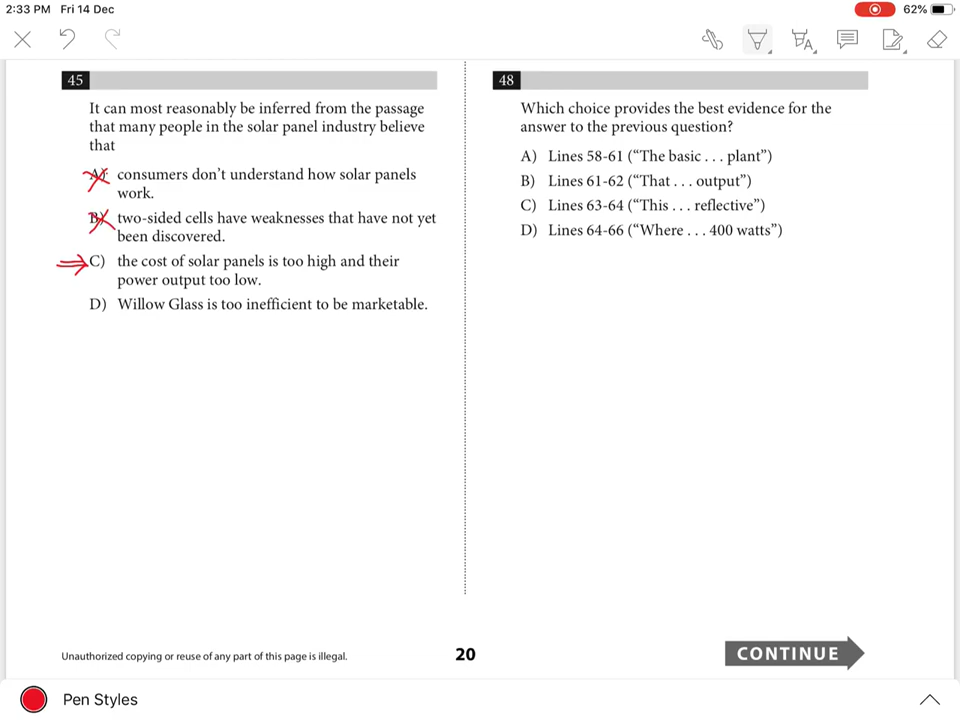 2:33 PM Fri 14 Dec
62%
45
It can most reasonably be inferred from the passage
that many people in the solar panel industry believe
that
A) consumers don't understand how solar panels
work.
B) two-sided cells have weaknesses that have not yet
been discovered.
C) the cost of solar panels is too high and their
power output too low.
D) Willow Glass is too inefficient to be marketable.
48
Which choice provides the best evidence for the
answer to the previous question?
A) Lines 58-61 (“The basic . . . plant”)
B) Lines 61-62 (“That . . . output”)
C) Lines 63-64 (“This . . . reflective”)
D) Lines 64-66 (“Where . . . 400 watts”)
Unauthorized copying or reuse of any part of this page is illegal.
20
CONTINUE
Pen Styles